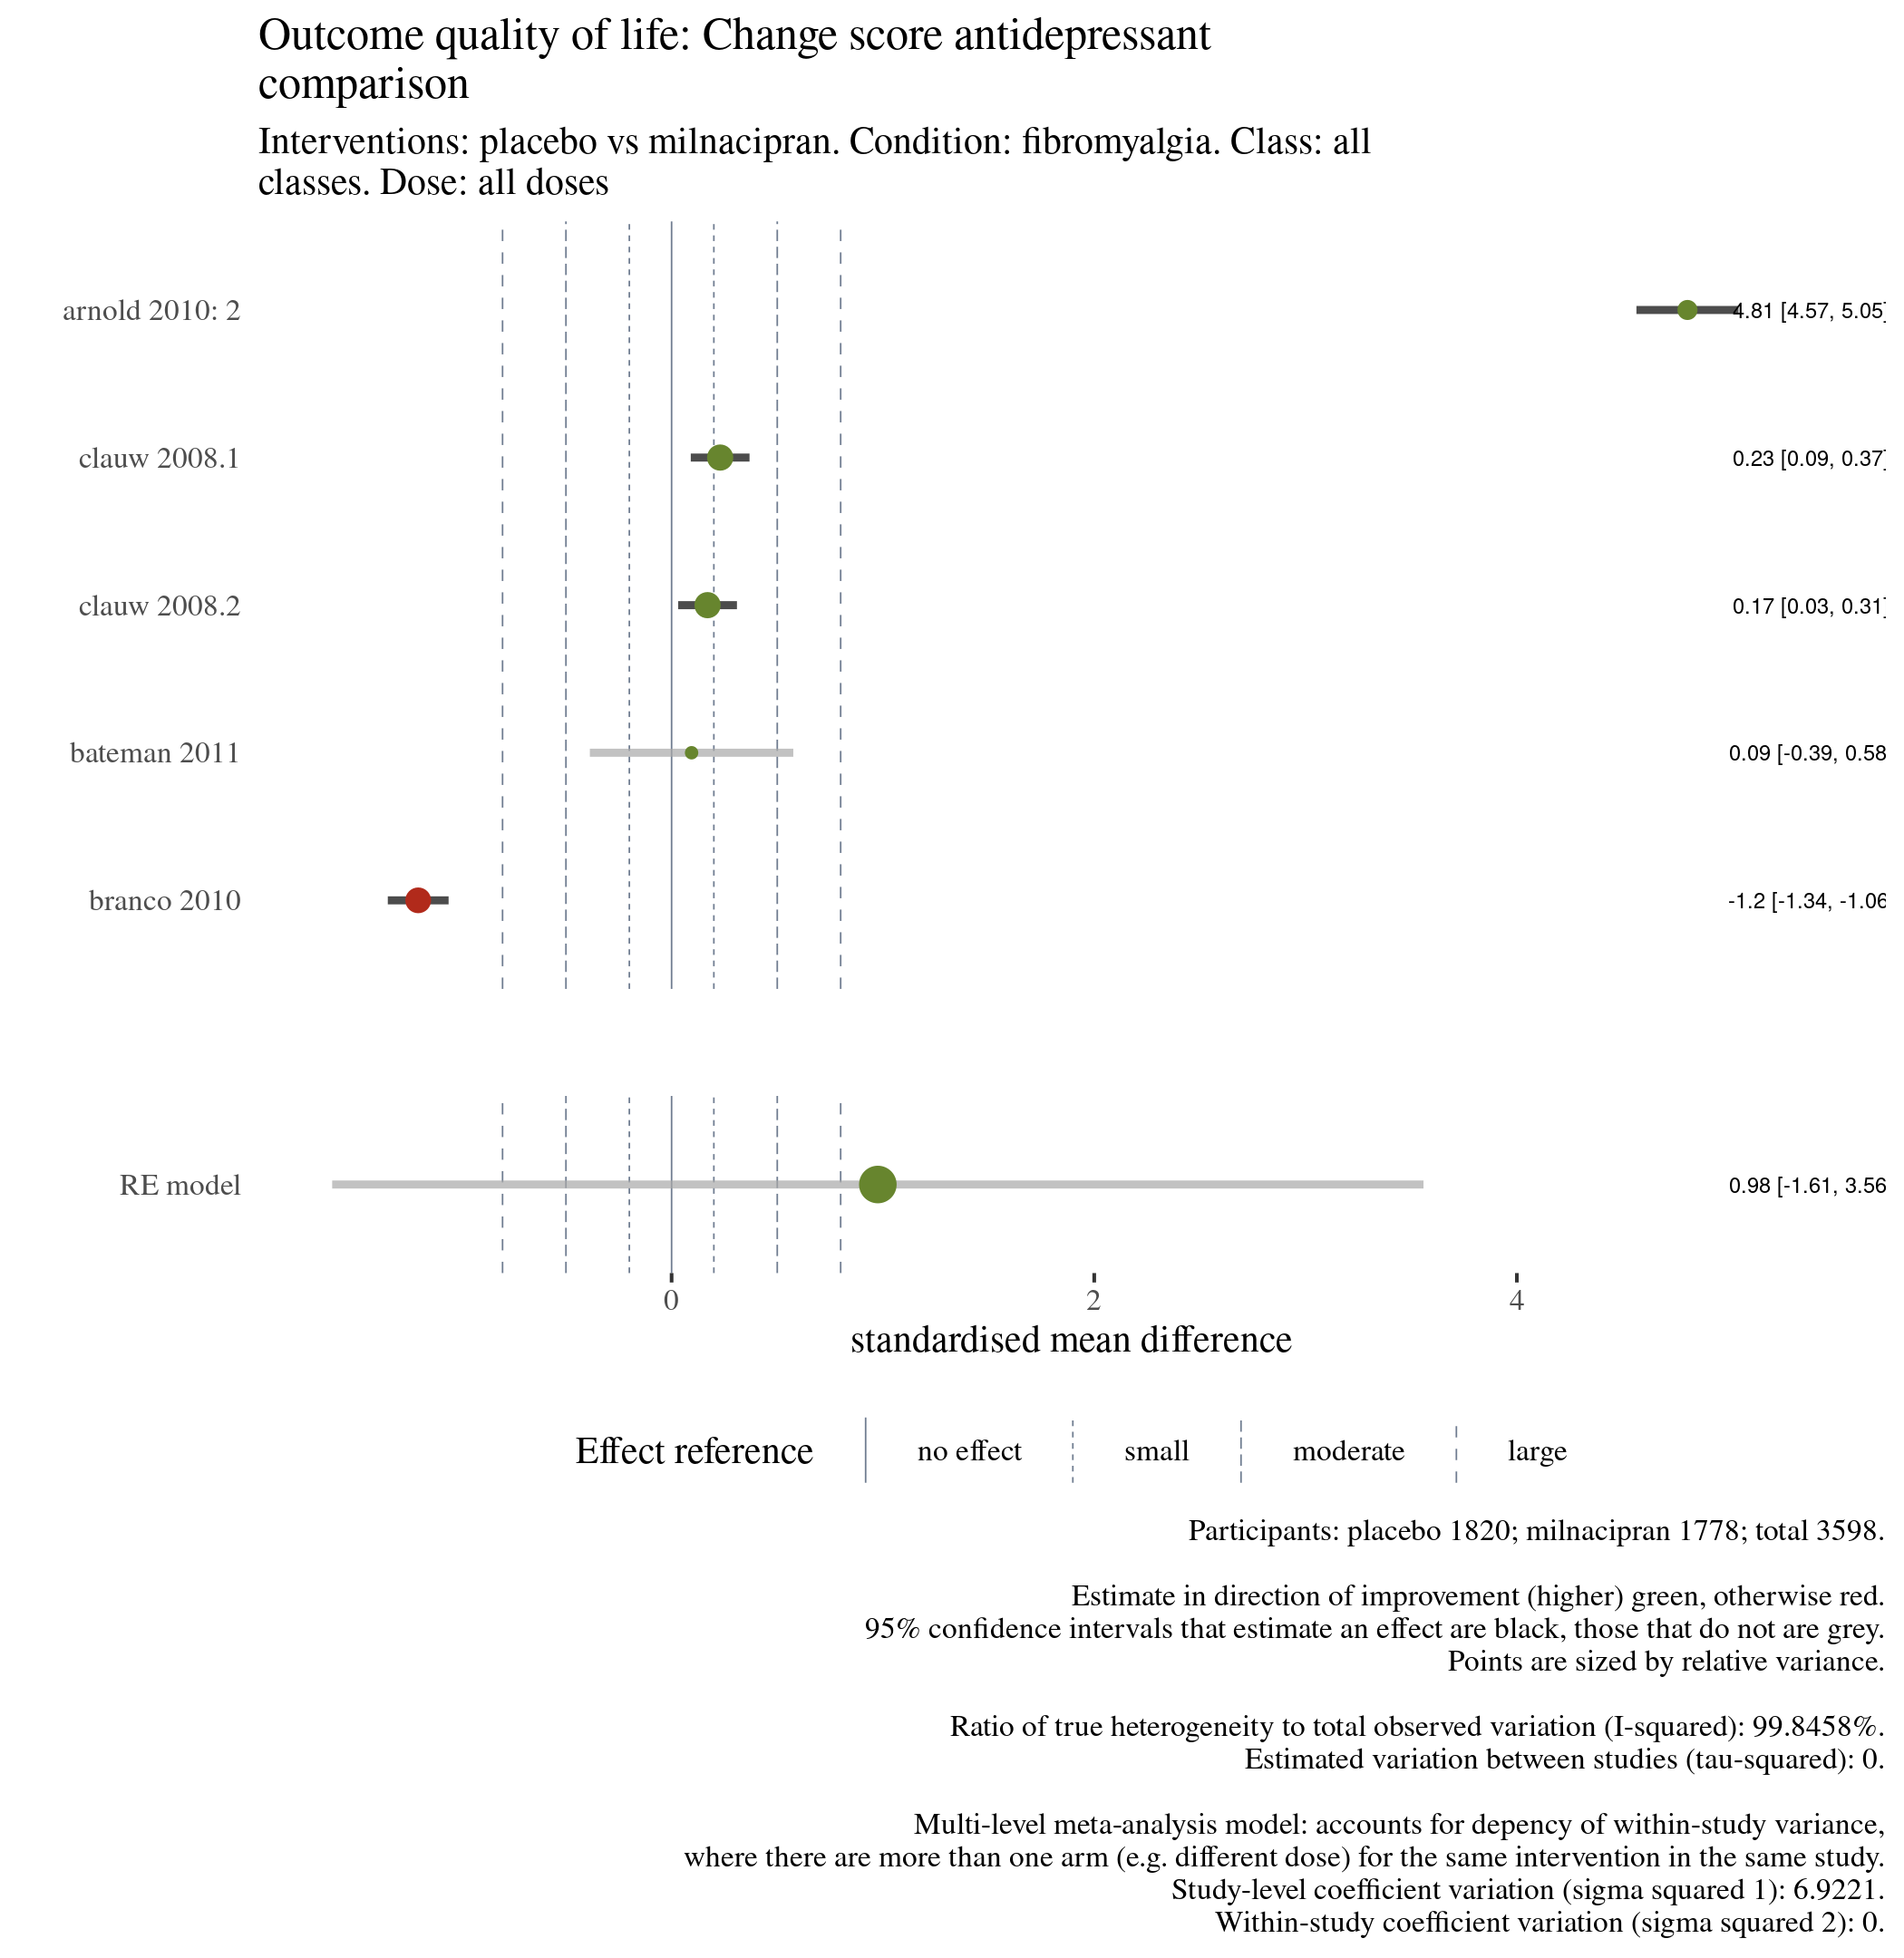 Outcome quality of life: Change score antidepressant
comparison
Interventions: placebo vs milnacipran. Condition: fibromyalgia. Class: all
classes. Dose: all doses
arnold 2010: 2 4.81 [4.57, 5.05]
clauw 2008.1 0.23 [0.09, 0.37]
clauw 2008.2 0.17 [0.03, 0.31]
bateman 2011 0.09 [-0.39, 0.58
branco 2010 -1.2 [-1.34, -1.06
RE model 0.98 [-1.61, 3.56
0 2 4
standardised mean difference
Effect reference no effect small moderate large
Participants: placebo 1820; milnacipran 1778; total 3598.
Estimate in direction of improvement (higher) green, otherwise red.
95% confidence intervals that estimate an effect are black, those that do not are grey.
Points are sized by relative variance.
Ratio of true heterogeneity to total observed variation (I-squared): 99.8458%.
Estimated variation between studies (tau-squared): 0.
Multi-level meta-analysis model: accounts for depency of within-study variance,
where there are more than one arm (e.g. different dose) for the same intervention in the same study.
Study-level coefficient variation (sigma squared 1): 6.9221.
Within-study coefficient variation (sigma squared 2): 0.